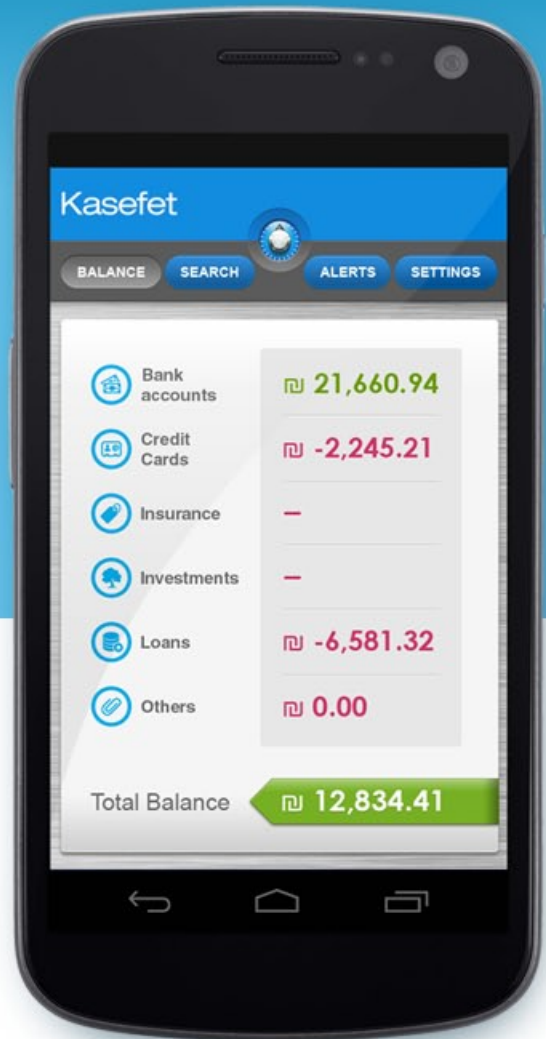 Kasefet
BALANCE SEARCH ALERTS SETTINGS
Bank
accounts
₪ 21,660.94
Credit
Cards
₪ -2,245.21
Insurance –
Investments –
Loans ₪ -6,581.32
Others ₪ 0.00
Total Balance ₪ 12,834.41